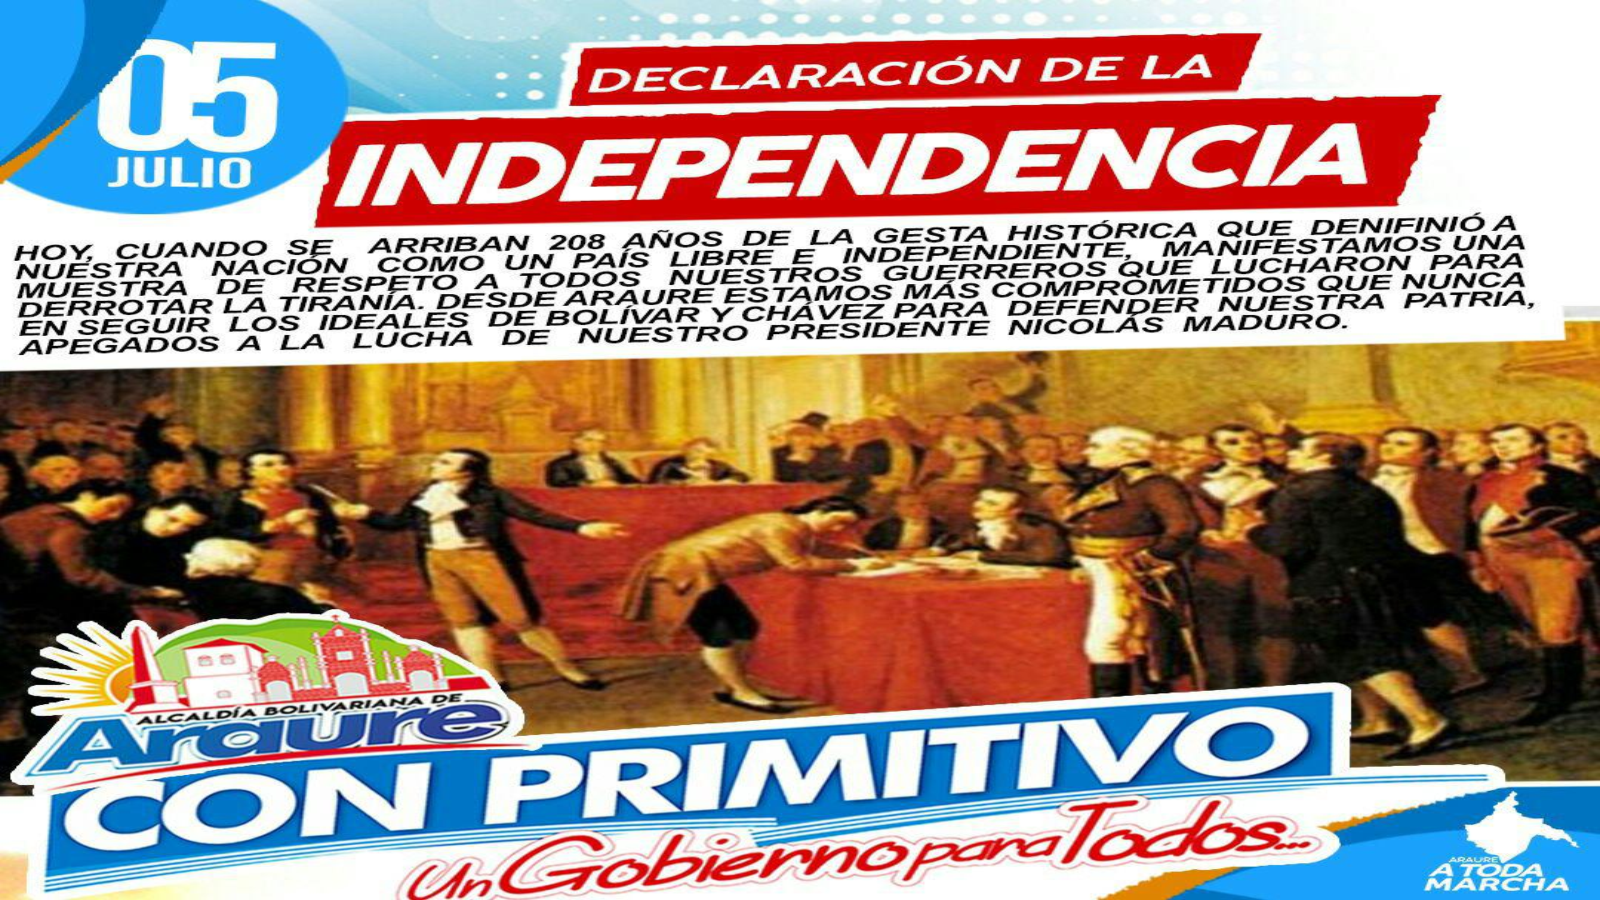 05
JULIO
DECLARACIÓN DE LA
INDEPENDENCIA
HOY, CUANDO SE ARRIBAN 208 AÑOS DE LA GESTA HISTÓRICA QUE DENIFINIÓ A
NUESTRA NACIÓN COMO UN PAÍS LIBRE E INDEPENDIENTE, MANIFESTAMOS UNA
MUESTRA DE RESPETO A TODOS NUESTROS GUERREROS QUE LUCHARON PARA
DERROTAR LA TIRANÍA. DESDE ARAURE ESTAMOS MÁS COMPROMETIDOS QUE NUNCA
EN SEGUIR LOS IDEALES DE BOLÍVAR Y CHÁVEZ PARA DEFENDER NUESTRA PATRIA,
APEGADOS A LA LUCHA DE NUESTRO PRESIDENTE NICOLÁS MADURO.
ALCALDÍA BOLIVARIANA DE
Araure
CON PRIMITIVO
Un Gobierno para Todos...
ARAURE
A TODA
MARCHA